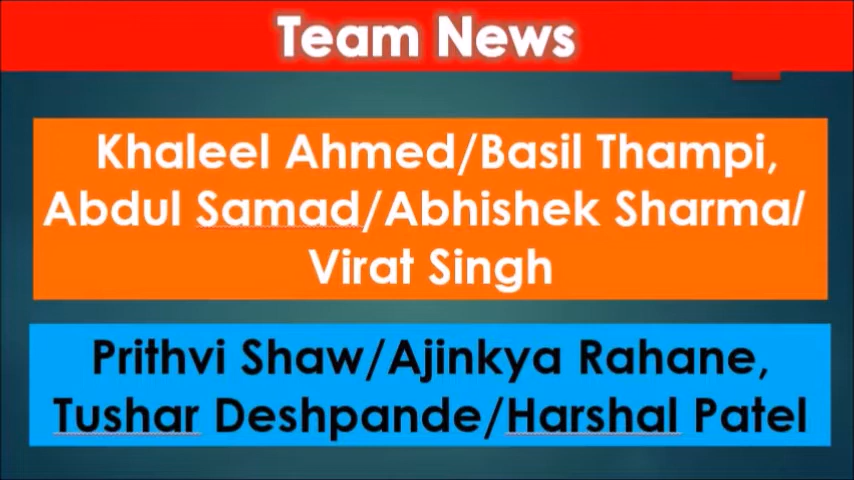 Team News
Khaleel Ahmed/Basil Thampi,
Abdul Samad/Abhishek Sharma/
Virat Singh
Prithvi Shaw/Ajinkya Rahane,
Tushar Deshpande/Harshal Patel